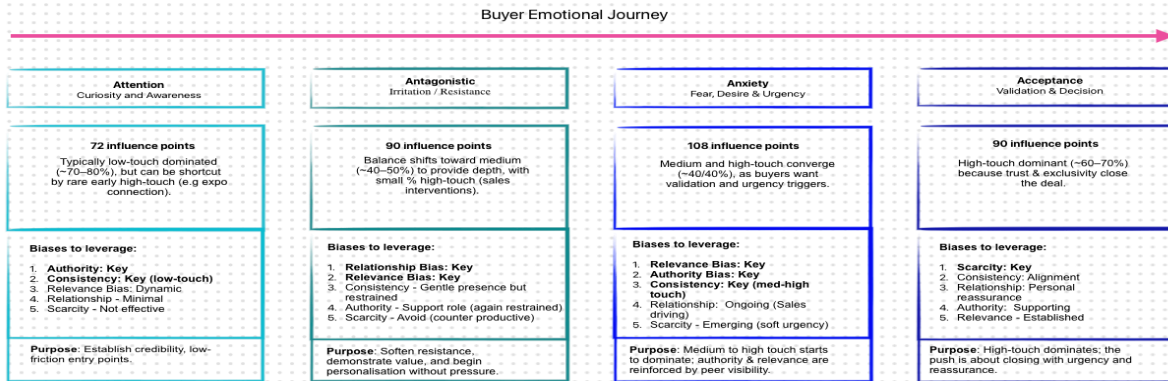 Buyer Emotional Journey
Attention
Curiosity and Awareness
72 influence points
Typically low-touch dominated
(~70–80%), but can be shortcut
by rare early high-touch (e.g expo
connection).
Biases to leverage:
1. Authority: Key
2. Consistency: Key (low-touch)
3. Relevance Bias: Dynamic
4. Relationship - Minimal
5. Scarcity - Not effective
Purpose: Establish credibility, low-
friction entry points.
Antagonistic
Irritation / Resistance
90 influence points
Balance shifts toward medium
(~40–50%) to provide depth, with
small % high-touch (sales
interventions).
Biases to leverage:
1. Relationship Bias: Key
2. Relevance Bias: Key
3. Consistency - Gentle presence but
restrained
4. Authority - Support role (again restrained)
5. Scarcity - Avoid (counter productive)
Purpose: Soften resistance,
demonstrate value, and begin
personalisation without pressure.
Anxiety
Fear, Desire & Urgency
108 influence points
Medium and high-touch converge
(~40/40%), as buyers want
validation and urgency triggers.
Biases to leverage:
1. Relevance Bias: Key
2. Authority Bias: Key
3. Consistency: Key (med-high
touch)
4. Relationship: Ongoing (Sales
driving)
5. Scarcity - Emerging (soft urgency)
Purpose: Medium to high touch starts
to dominate; authority & relevance are
reinforced by peer visibility.
Acceptance
Validation & Decision
90 influence points
High-touch dominant (~60–70%)
because trust & exclusivity close
the deal.
Biases to leverage:
1. Scarcity: Key
2. Consistency: Alignment
3. Relationship: Personal
reassurance
4. Authority: Supporting
5. Relevance - Established
Purpose: High-touch dominates; the
push is about closing with urgency and
reassurance.